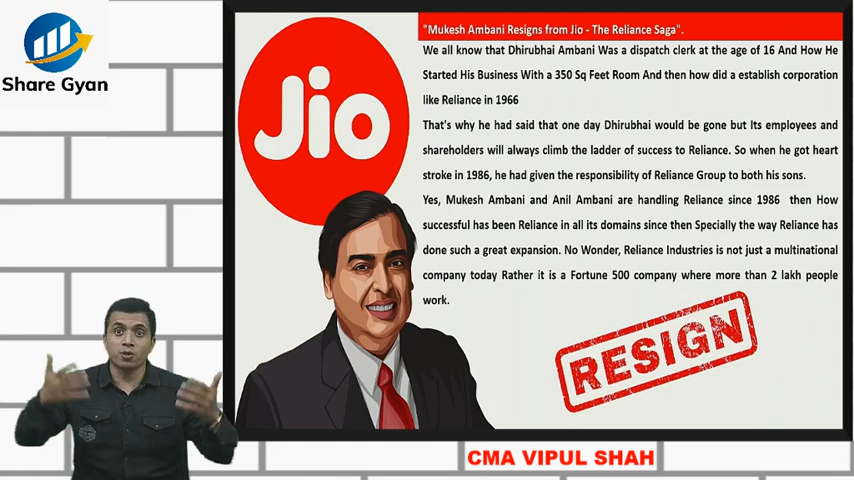 Share Gyan
Jio
"Mukesh Ambani Resigns from Jio - The Reliance Saga".
We all know that Dhirubhai Ambani Was a dispatch clerk at the age of 16 And How He
Started His Business With a 350 Sq Feet Room And then how did a establish corporation
like Reliance in 1966
That's why he had said that one day Dhirubhai would be gone but Its employees and
shareholders will always climb the ladder of success to Reliance. So when he got heart
stroke in 1986, he had given the responsibility of Reliance Group to both his sons.
Yes, Mukesh Ambani and Anil Ambani are handling Reliance since 1986 then How
successful has been Reliance in all its domains since then Specially the way Reliance has
done such a great expansion. No Wonder, Reliance Industries is not just a multinational
company today Rather it is a Fortune 500 company where more than 2 lakh people
work.
RESIGN
CMA VIPUL SHAH